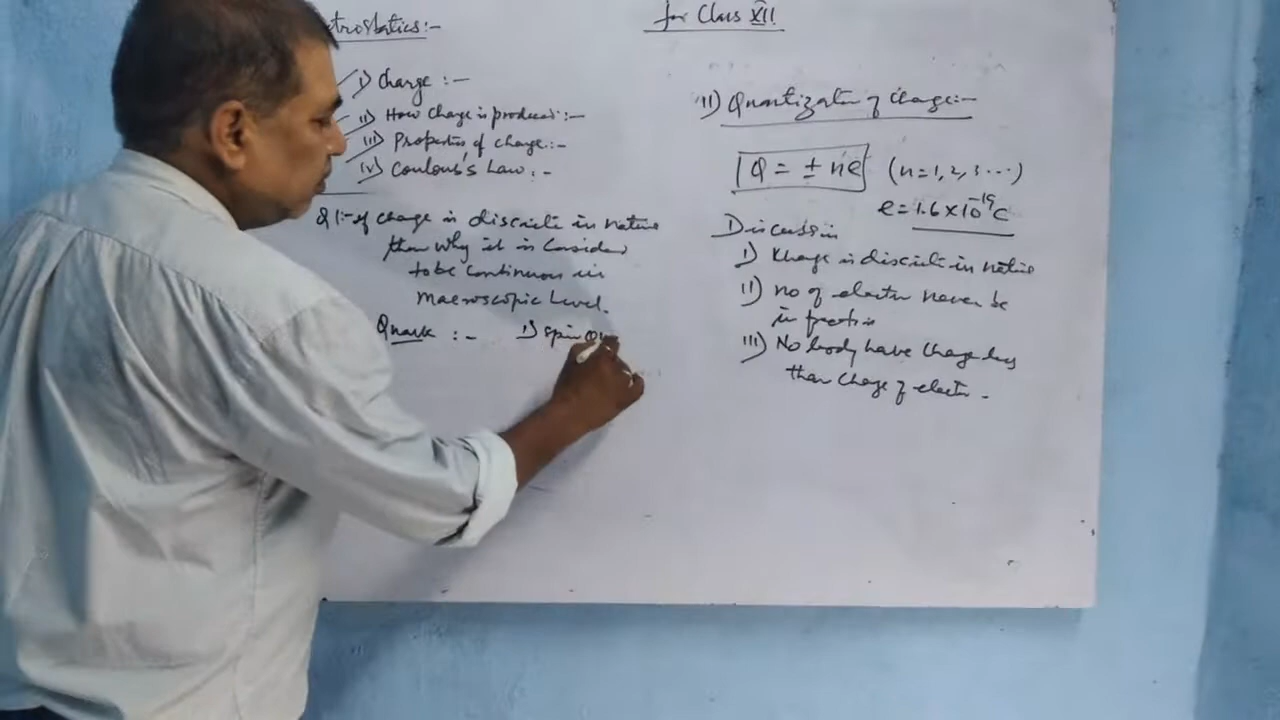 trostatics:-
for Class XII
I) Charge :-
II) How Charge is produced :-
III) Properties of charge :-
IV) Coulomb's Law :-
Q1:- If charge is discrete in nature
then why it is Considered
to be Continuous in
Macroscopic Level.
Quark :- 1) Spin
II) Quantization of Charge:-
Q = ± ne (n=1, 2, 3 ...)
e = 1.6 x 10⁻¹⁹ C
Discussion
I) Charge is discrete in nature
II) no of electron never be
in fraction
III) No body have Charge less
than Charge of electron -